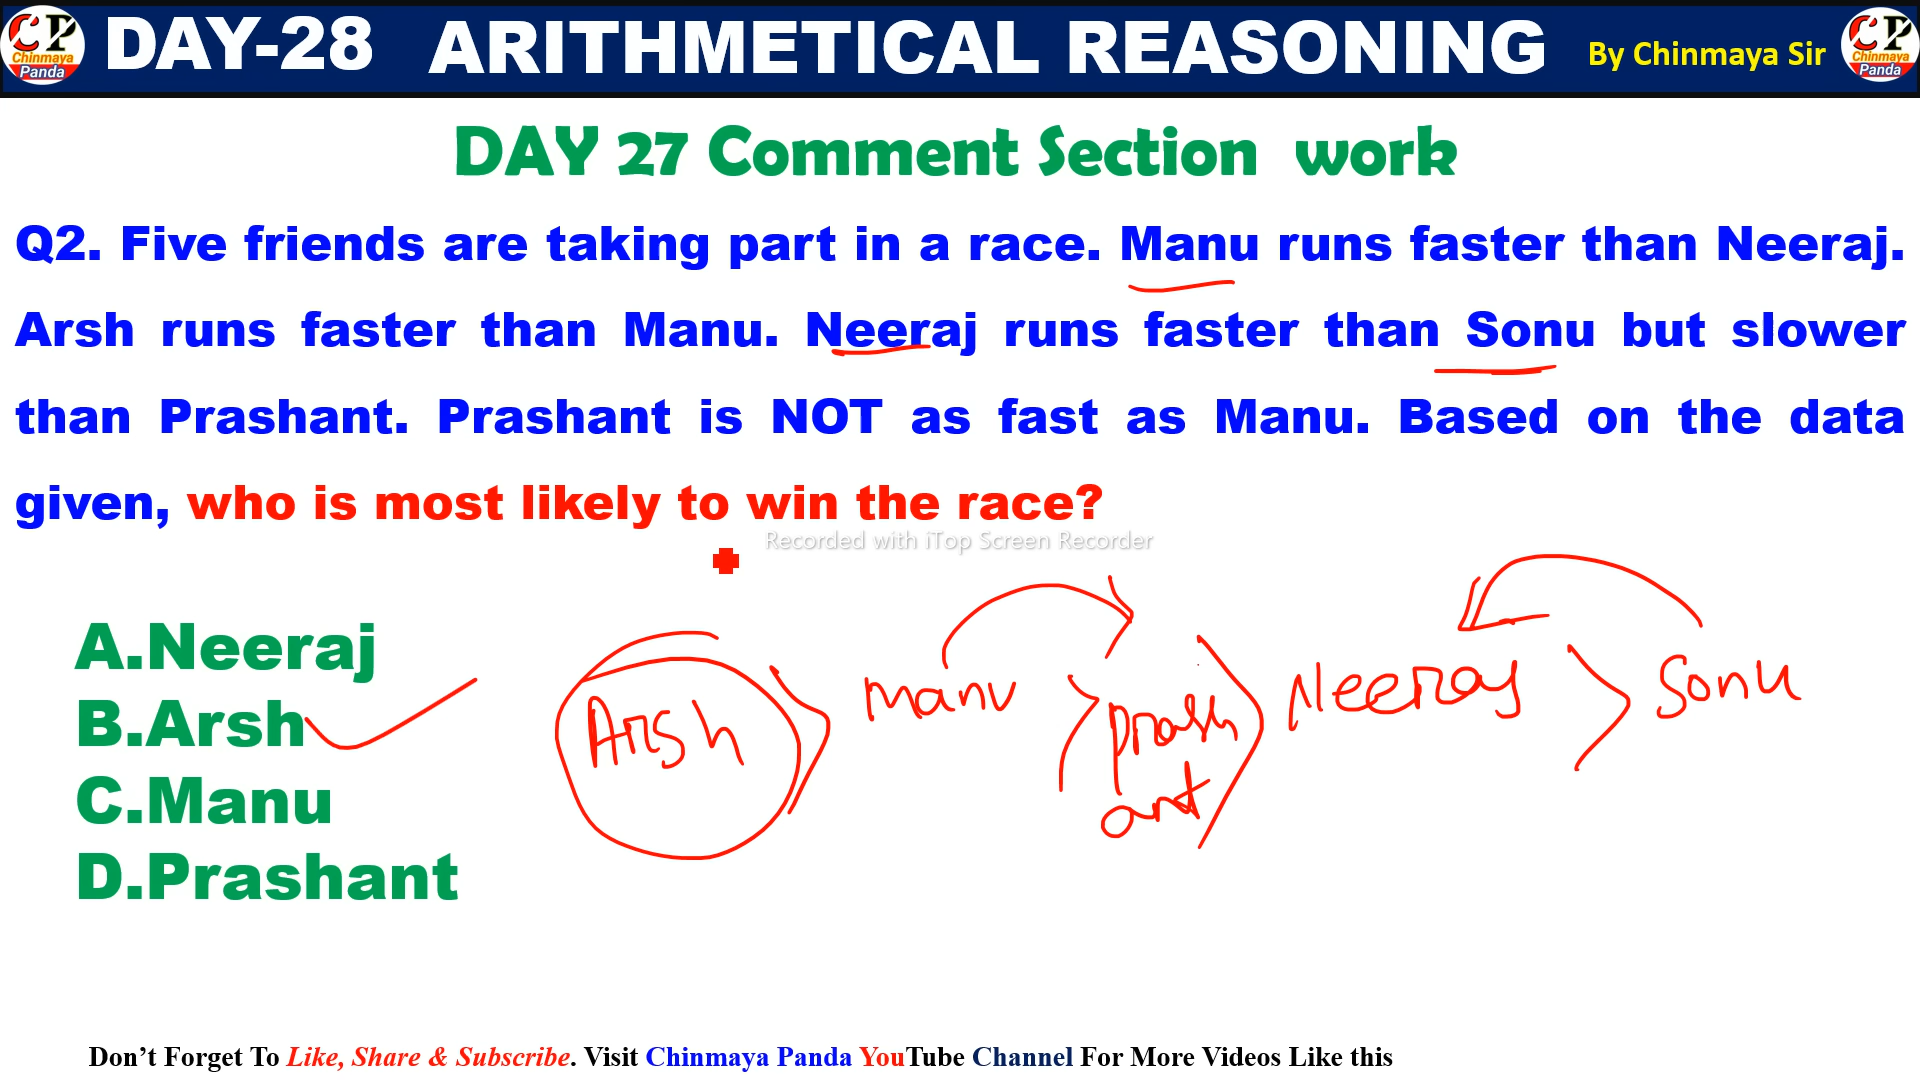 CP Chinmaya Panda DAY-28 ARITHMETICAL REASONING By Chinmaya Sir CP Chinmaya Panda
DAY 27 Comment Section work
Q2. Five friends are taking part in a race. Manu runs faster than Neeraj.
Arsh runs faster than Manu. Neeraj runs faster than Sonu but slower
than Prashant. Prashant is NOT as fast as Manu. Based on the data
given, who is most likely to win the race?
Recorded with iTop Screen Recorder
A.Neeraj
B.Arsh
C.Manu
D.Prashant
Arsh > Manu > Prash
ant > Neeraj > Sonu
Don’t Forget To Like, Share & Subscribe. Visit Chinmaya Panda YouTube Channel For More Videos Like this